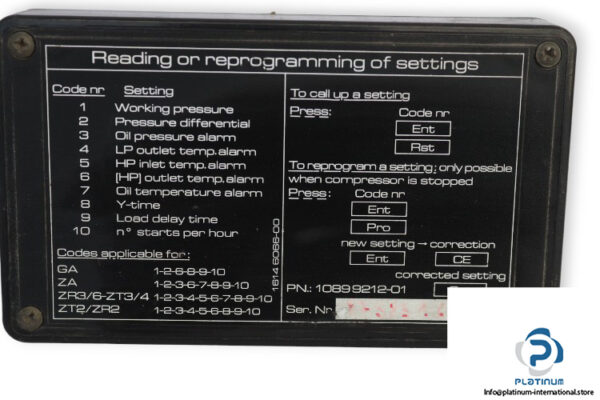 Reading or reprogramming of settings
Code nr Setting
1 Working pressure
2 Pressure differential
3 Oil pressure alarm
4 LP outlet temp. alarm
5 HP inlet temp. alarm
6 [HP] outlet temp. alarm
7 Oil temperature alarm
8 Y-time
9 Load delay time
10 n° starts per hour
Codes applicable for:
GA 1-2-6-8-9-10
ZA 1-2-3-6-7-8-9-10
ZR3/6-ZT3/4 1-2-3-4-5-6-7-8-9-10
ZT2/ZR2 1-2-3-4-5-6-8-9-10
1614 6066-00
To call up a setting
Press: Code nr
Ent
Rst
To reprogram a setting; only possible
when compressor is stopped
Press: Code nr
Ent
Pro
new setting → correction
Ent CE
corrected setting
P.N.: 1089 9212-01
Ser. Nr
PLATINUM
Info@platinum-international.store